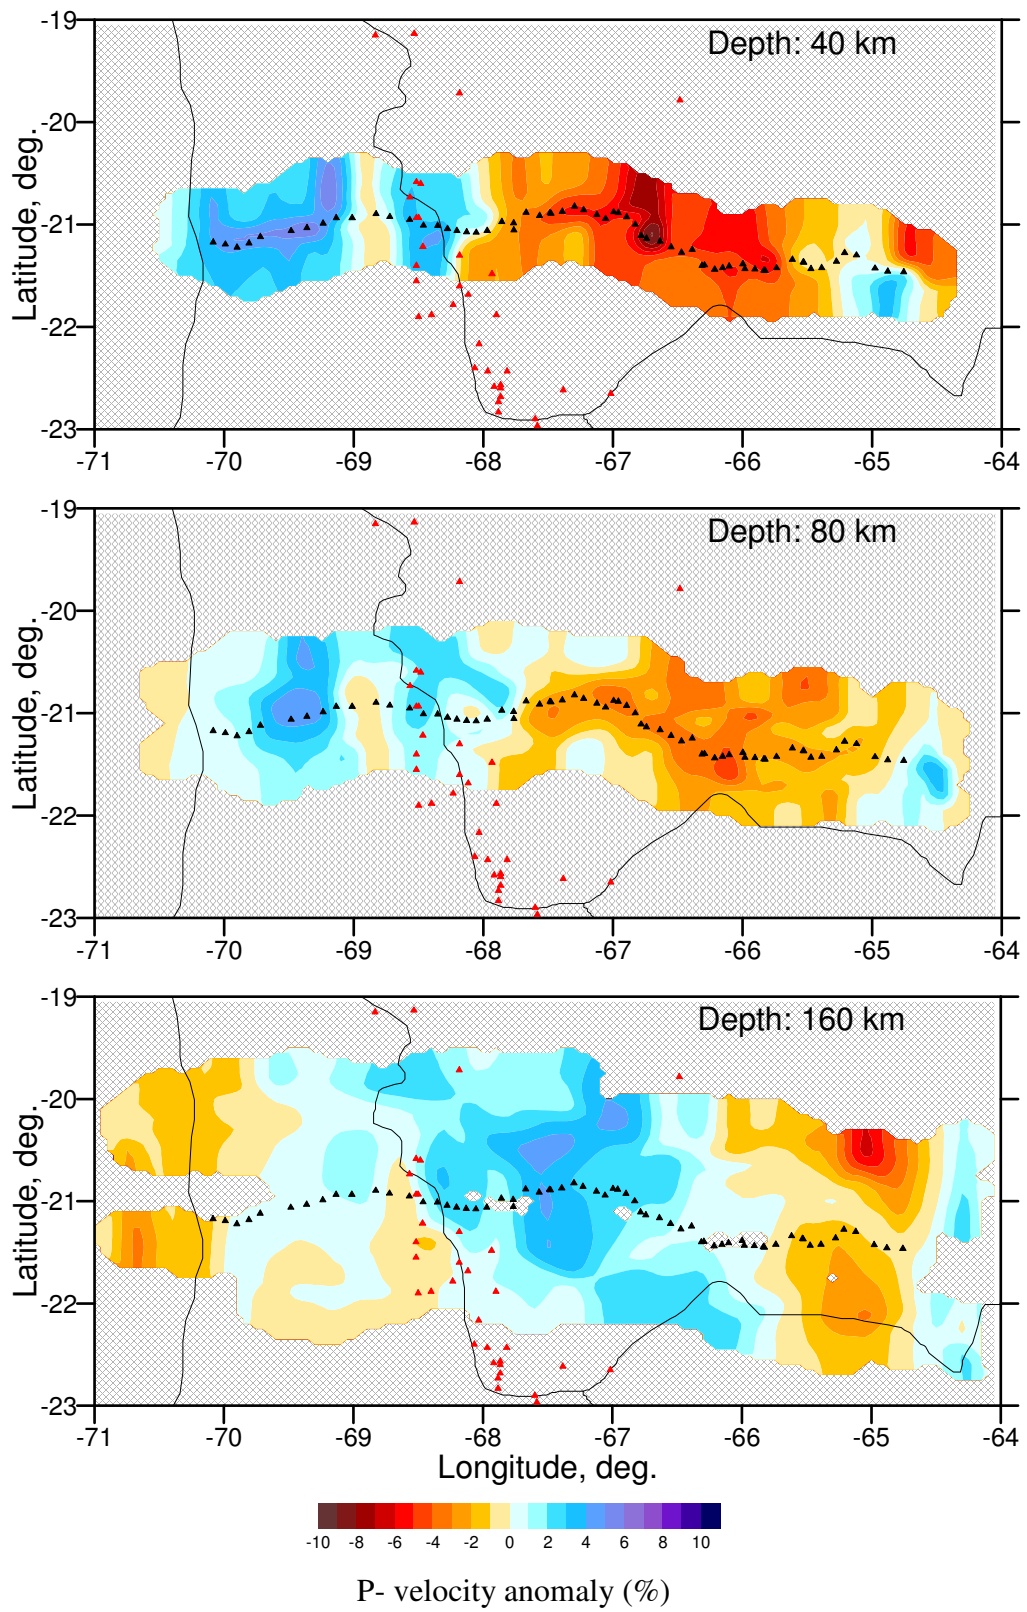 -19
Depth: 40 km
-20
-21
-22
-23
Latitude, deg.
-71 -70 -69 -68 -67 -66 -65 -64
-19
Depth: 80 km
-20
-21
-22
-23
Latitude, deg.
-71 -70 -69 -68 -67 -66 -65 -64
-19
Depth: 160 km
-20
-21
-22
-23
Latitude, deg.
-71 -70 -69 -68 -67 -66 -65 -64
Longitude, deg.
-10 -8 -6 -4 -2 0 2 4 6 8 10
P- velocity anomaly (%)